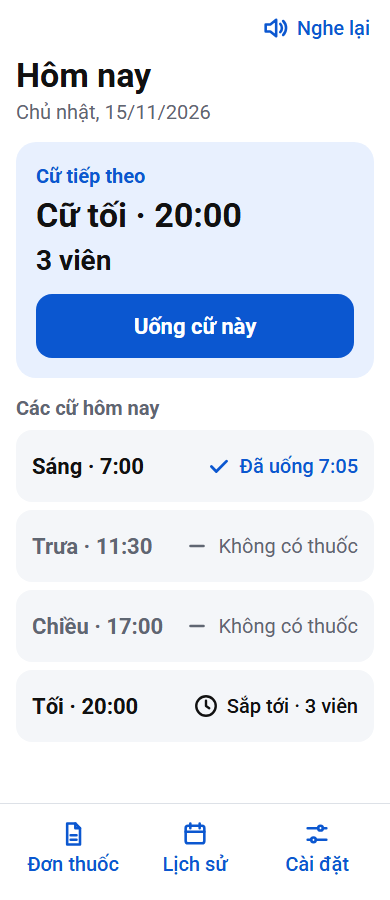 Nghe lại
Hôm nay
Chủ nhật, 15/11/2026
Cữ tiếp theo
Cữ tối · 20:00
3 viên
Uống cữ này
Các cữ hôm nay
Sáng · 7:00 Đã uống 7:05
Trưa · 11:30 Không có thuốc
Chiều · 17:00 Không có thuốc
Tối · 20:00 Sắp tới · 3 viên
Đơn thuốc Lịch sử Cài đặt